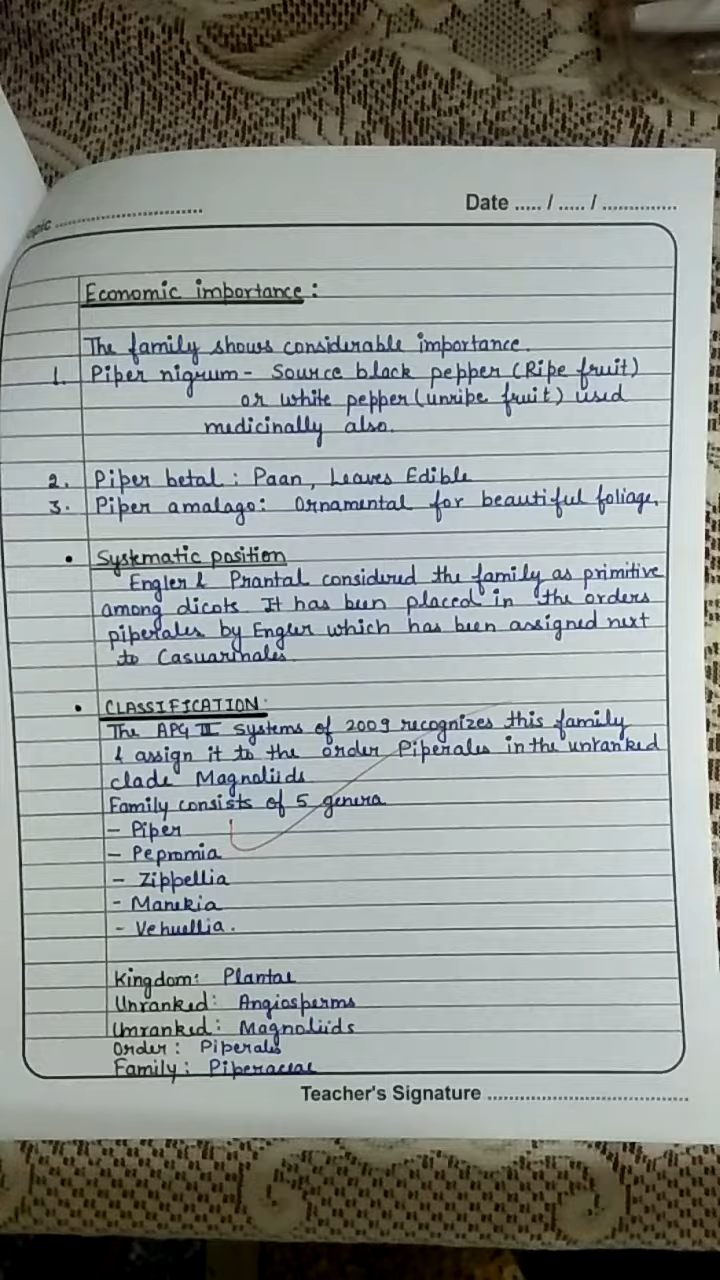 opic ................................
Date ..... / ..... / ..............
Economic importance :
The family shows considerable importance.
1. Piper nigrum - Source black pepper (Ripe fruit)
or white pepper (unripe fruit) used
medicinally also.
2. Piper betal : Paan, Leaves Edible
3. Piper amalago: Ornamental for beautiful foliage.
• Systematic position
Engler & Prantal considered the family as primitive
among dicots It has been placed in the orders
piperales by Engler which has been assigned next
to Casuarinales.
• CLASSIFICATION:
The APG III systems of 2009 recognizes this family
& assign it to the order Piperales in the unranked
clade Magnoliids
Family consists of 5 genera
- Piper
- Pepromia
- Zippellia
- Manekia
- Vehuellia.
Kingdom: Plantae
Unranked: Angiosperms
Unranked: Magnoliids
Order: Piperales
Family: Piperaceae
Teacher's Signature ......................................